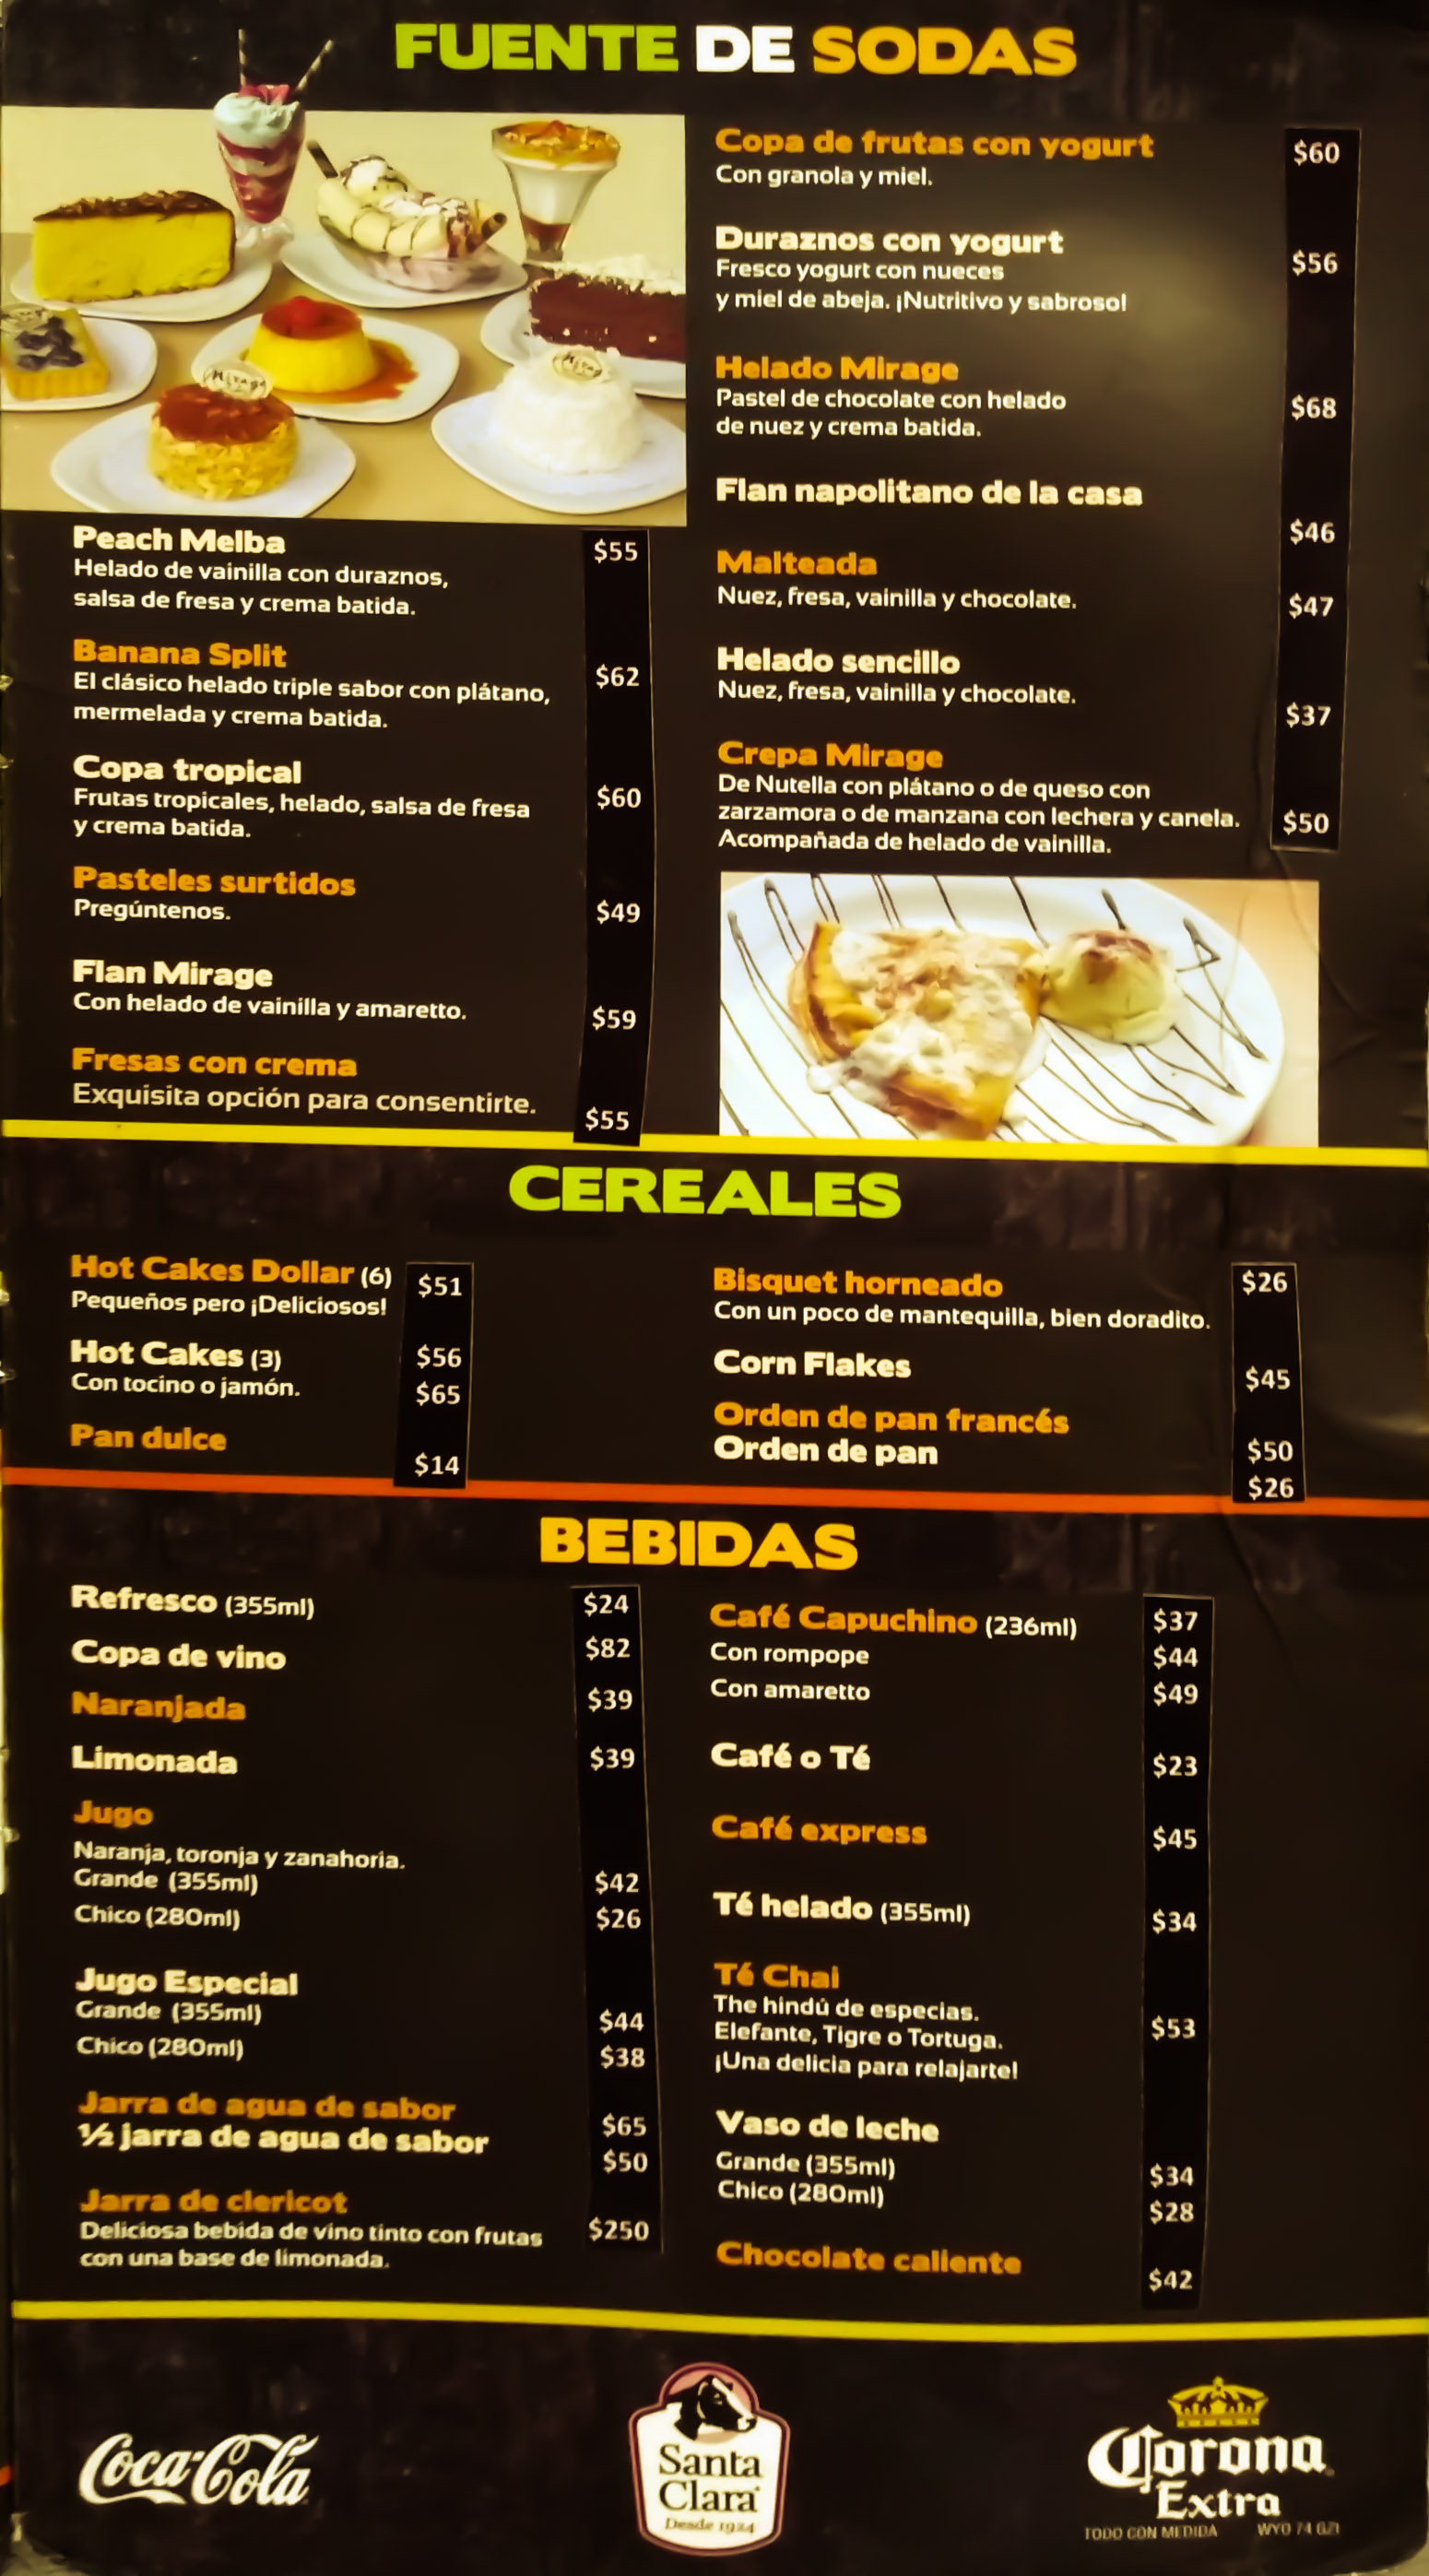 FUENTE DE SODAS
Copa de frutas con yogurt $60
Con granola y miel.
Duraznos con yogurt
Fresco yogurt con nueces $56
y miel de abeja. ¡Nutritivo y sabroso!
Helado Mirage
Pastel de chocolate con helado $68
de nuez y crema batida.
Flan napolitano de la casa
$46
Malteada
Nuez, fresa, vainilla y chocolate. $47
Helado sencillo
Nuez, fresa, vainilla y chocolate.
$37
Crepa Mirage
De Nutella con plátano o de queso con
zarzamora o de manzana con lechera y canela. $50
Acompañada de helado de vainilla.
Mirage
Peach Melba $55
Helado de vainilla con duraznos,
salsa de fresa y crema batida.
Banana Split
El clásico helado triple sabor con plátano, $62
mermelada y crema batida.
Copa tropical
Frutas tropicales, helado, salsa de fresa $60
y crema batida.
Pasteles surtidos
Pregúntenos. $49
Flan Mirage
Con helado de vainilla y amaretto. $59
Fresas con crema
Exquisita opción para consentirte. $55
CEREALES
Hot Cakes Dollar (6) $51
Pequeños pero ¡Deliciosos!
Hot Cakes (3) $56
Con tocino o jamón. $65
Pan dulce
$14
Bisquet horneado $26
Con un poco de mantequilla, bien doradito.
Corn Flakes $45
Orden de pan francés
Orden de pan $50
$26
BEBIDAS
Refresco (355ml) $24
Copa de vino $82
Naranjada $39
Limonada $39
Jugo
Naranja, toronja y zanahoria.
Grande (355ml) $42
Chico (280ml) $26
Jugo Especial
Grande (355ml) $44
Chico (280ml) $38
Jarra de agua de sabor $65
½ jarra de agua de sabor $50
Jarra de clericot
Deliciosa bebida de vino tinto con frutas $250
con una base de limonada.
Café Capuchino (236ml) $37
Con rompope $44
Con amaretto $49
Café o Té $23
Café express $45
Té helado (355ml) $34
Té Chai
The hindú de especias.
Elefante, Tigre o Tortuga. $53
¡Una delicia para relajarte!
Vaso de leche
Grande (355ml) $34
Chico (280ml) $28
Chocolate caliente
$42
Coca-Cola
Santa
Clara
Desde 1924
Corona
Extra
TODO CON MEDIDA